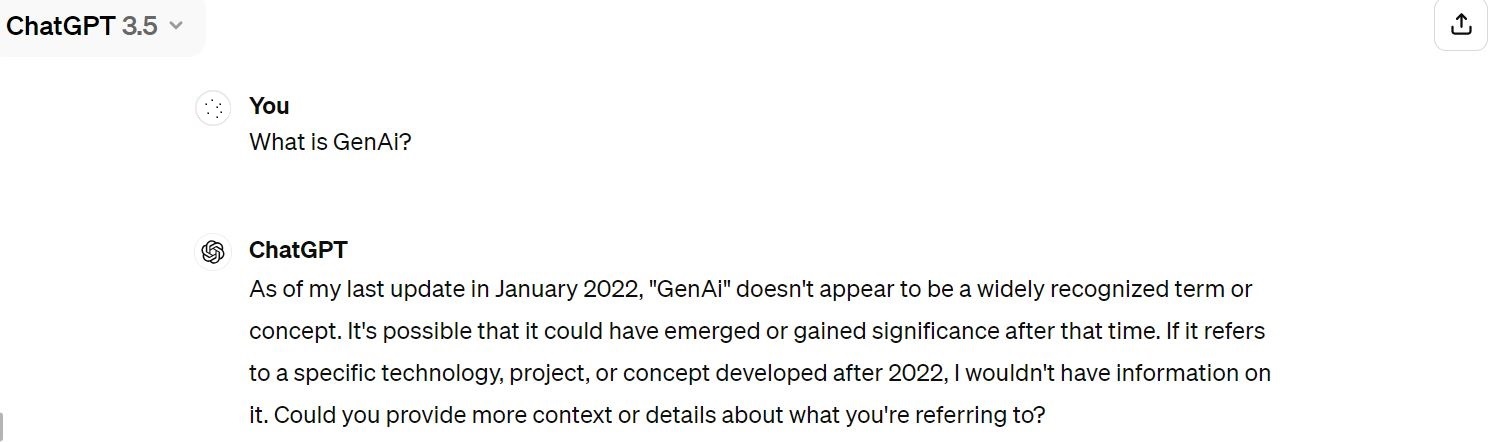 ChatGPT 3.5
You
What is GenAi?
ChatGPT
As of my last update in January 2022, "GenAi" doesn't appear to be a widely recognized term or
concept. It's possible that it could have emerged or gained significance after that time. If it refers
to a specific technology, project, or concept developed after 2022, I wouldn't have information on
it. Could you provide more context or details about what you're referring to?